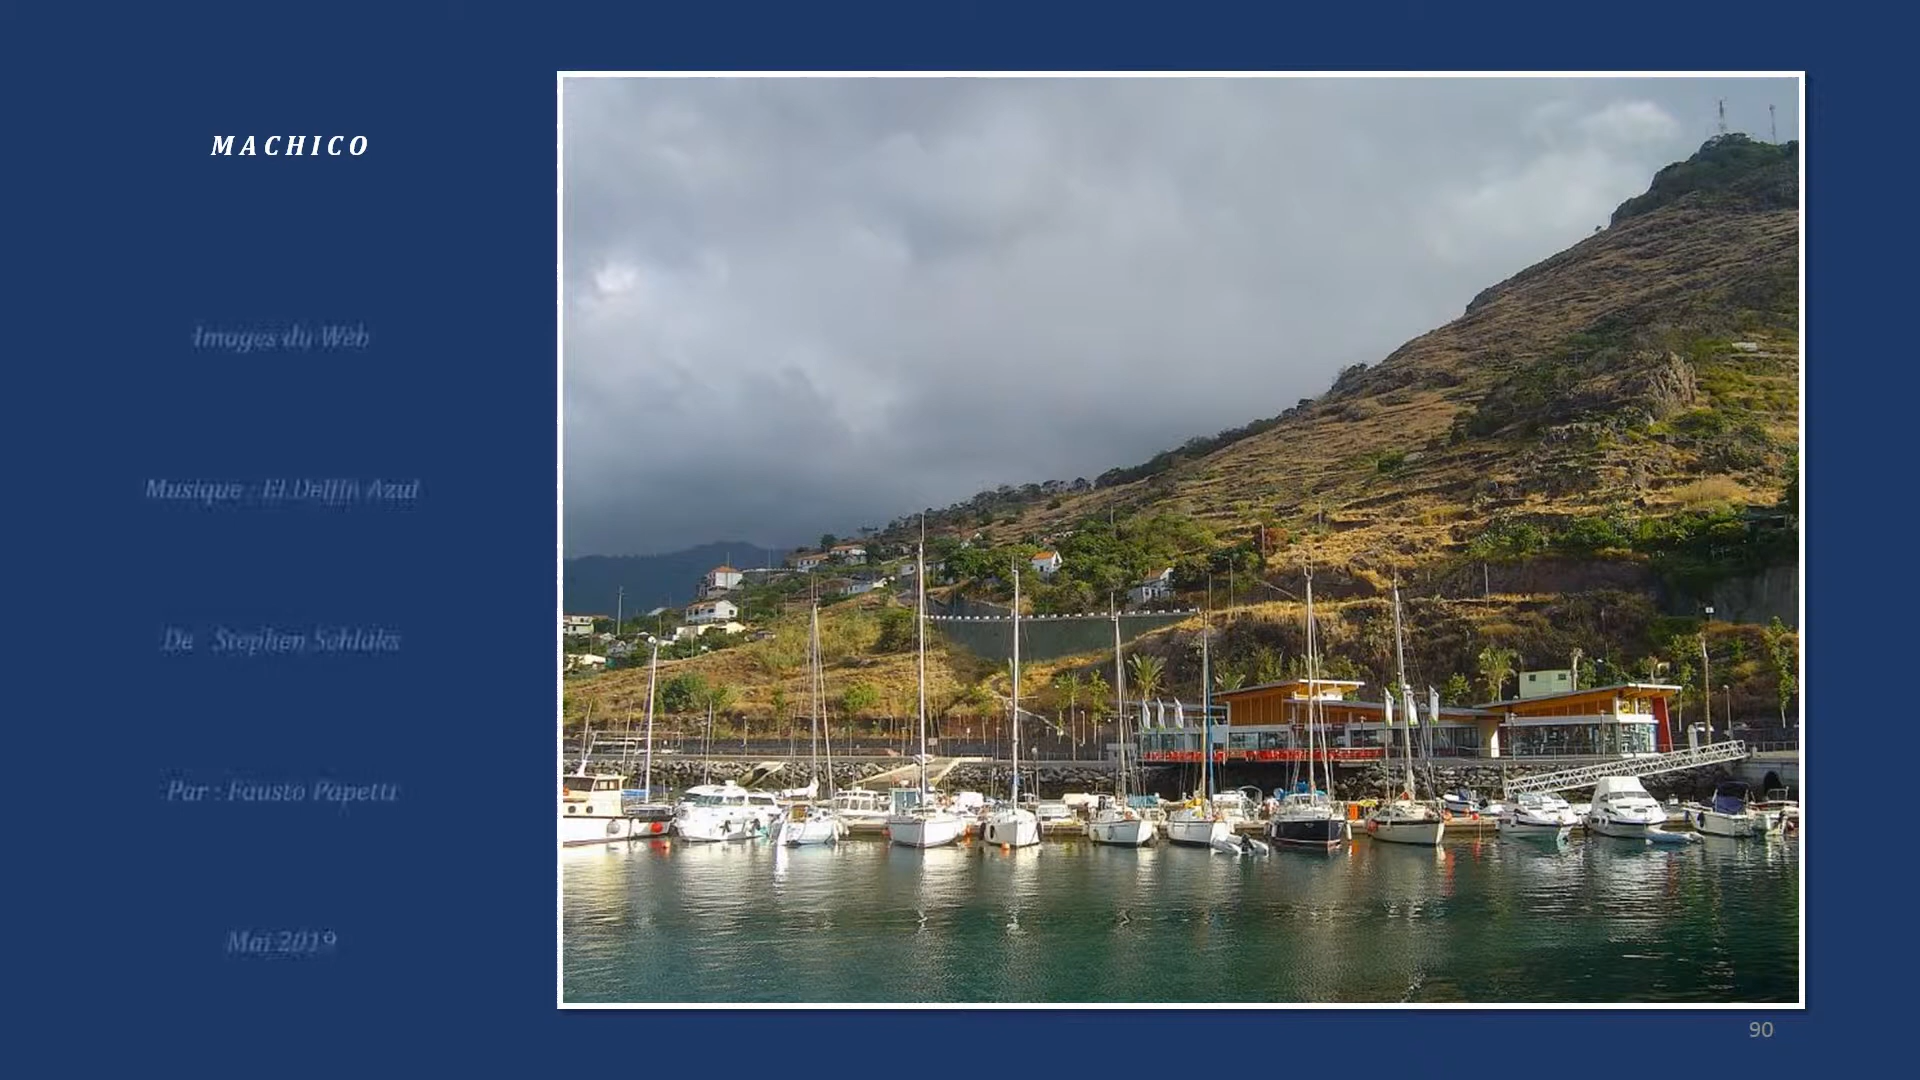 MACHICO
Images du Web
Musique : El Delfin Azul
De Stephen Schlaks
Par : Fausto Papetti
Mai 2019
90